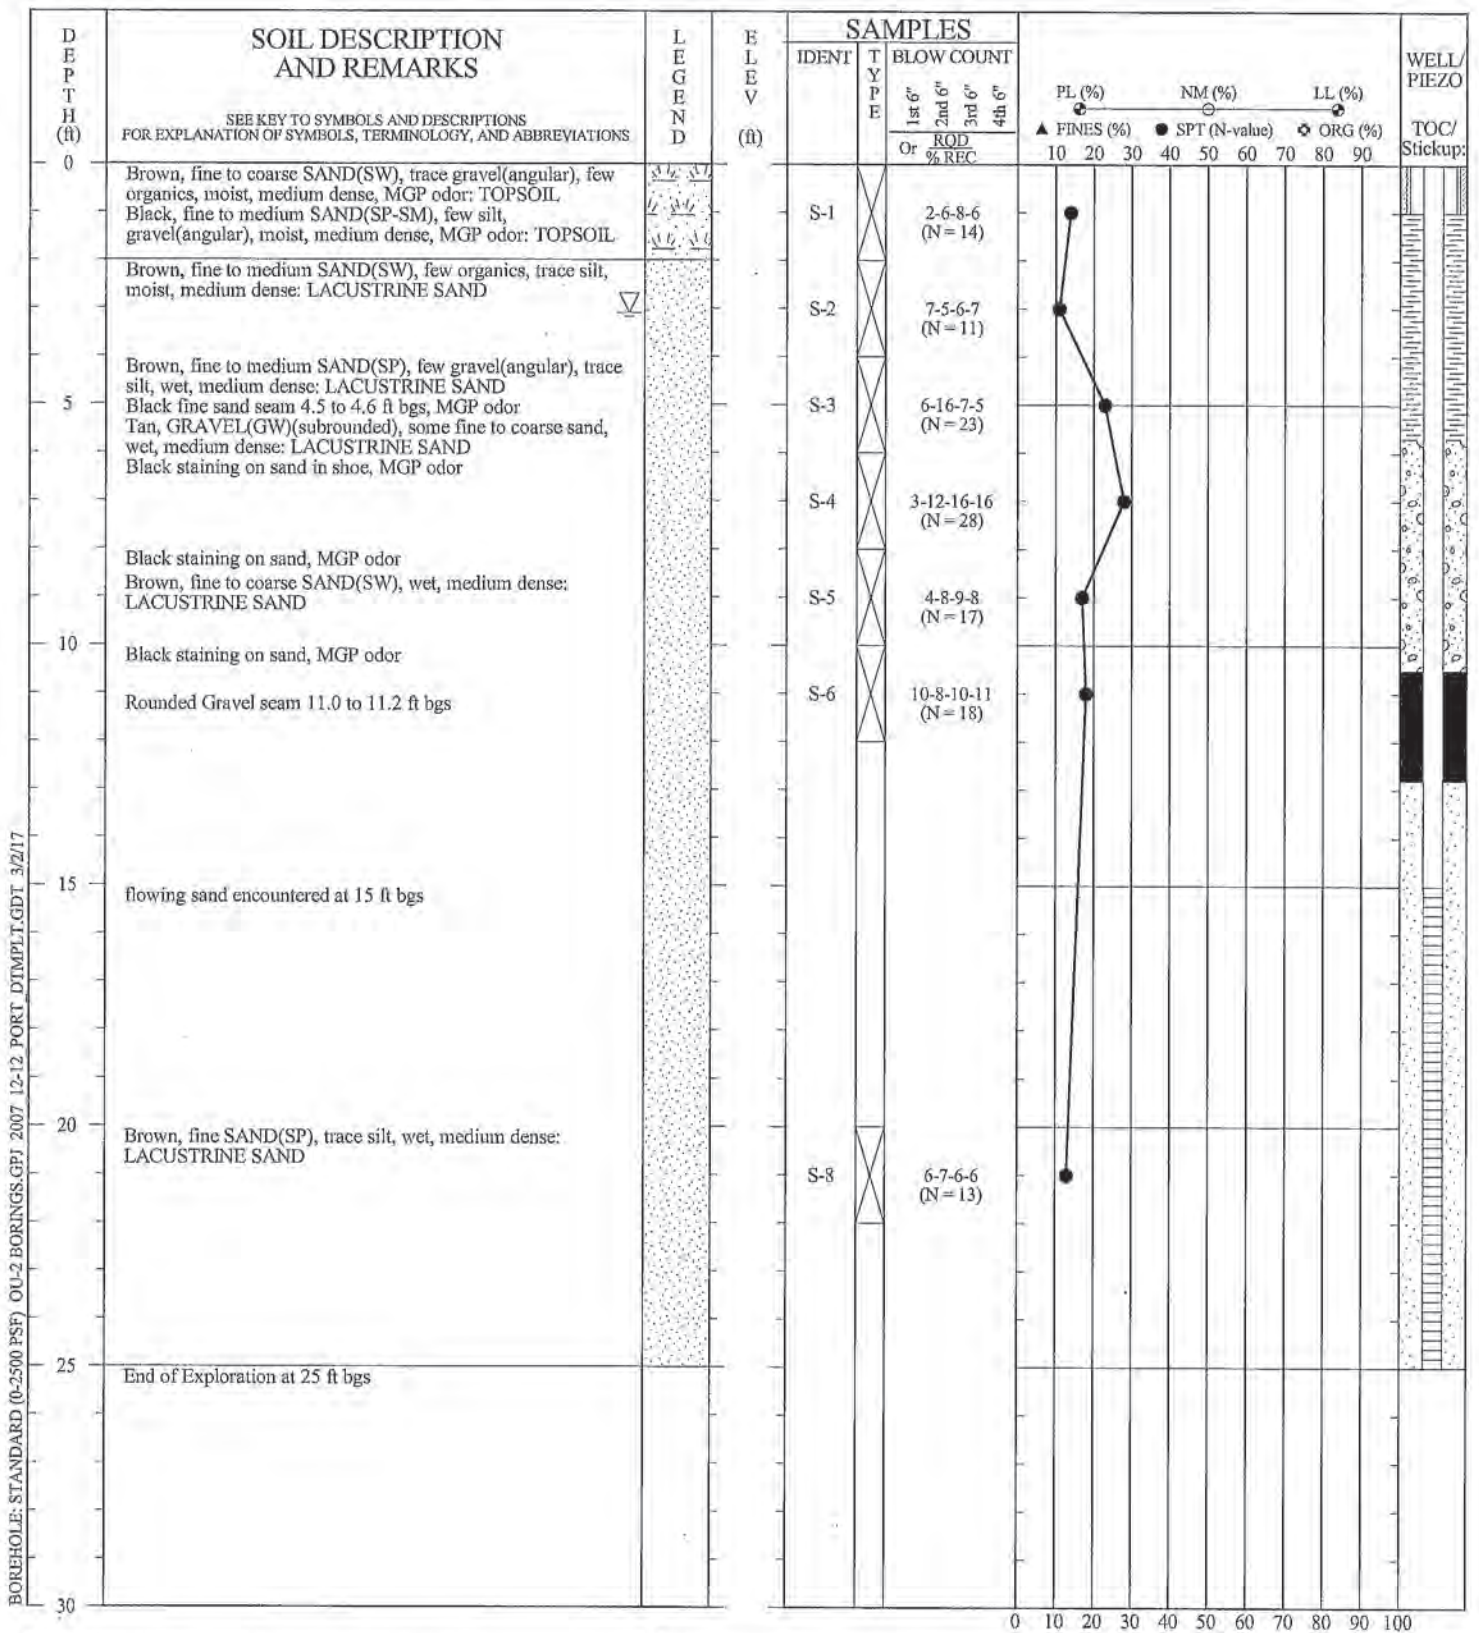 DEPTH
(ft)
SOIL DESCRIPTION
AND REMARKS
SEE KEY TO SYMBOLS AND DESCRIPTIONS
FOR EXPLANATION OF SYMBOLS, TERMINOLOGY, AND ABBREVIATIONS
LEGEND
ELEV
(ft)
SAMPLES
IDENT
TYPE
BLOW COUNT
1st 6"
2nd 6"
3rd 6"
4th 6"
Or RQD
% REC
PL (%) NM (%) LL (%)
▲ FINES (%) ● SPT (N-value) ORG (%)
10 20 30 40 50 60 70 80 90
WELL/
PIEZO
TOC/
Stickup:
0
Brown, fine to coarse SAND(SW), trace gravel(angular), few
organics, moist, medium dense, MGP odor: TOPSOIL
Black, fine to medium SAND(SP-SM), few silt,
gravel(angular), moist, medium dense, MGP odor: TOPSOIL
S-1
2-6-8-6
(N = 14)
Brown, fine to medium SAND(SW), few organics, trace silt,
moist, medium dense: LACUSTRINE SAND
S-2
7-5-6-7
(N = 11)
Brown, fine to medium SAND(SP), few gravel(angular), trace
silt, wet, medium dense: LACUSTRINE SAND
5
Black fine sand seam 4.5 to 4.6 ft bgs, MGP odor
Tan, GRAVEL(GW)(subrounded), some fine to coarse sand,
wet, medium dense: LACUSTRINE SAND
Black staining on sand in shoe, MGP odor
S-3
6-16-7-5
(N = 23)
S-4
3-12-16-16
(N = 28)
Black staining on sand, MGP odor
Brown, fine to coarse SAND(SW), wet, medium dense:
LACUSTRINE SAND
S-5
4-8-9-8
(N = 17)
10
Black staining on sand, MGP odor
Rounded Gravel seam 11.0 to 11.2 ft bgs
S-6
10-8-10-11
(N = 18)
15
flowing sand encountered at 15 ft bgs
20
Brown, fine SAND(SP), trace silt, wet, medium dense:
LACUSTRINE SAND
S-8
6-7-6-6
(N = 13)
25
End of Exploration at 25 ft bgs
30
0 10 20 30 40 50 60 70 80 90 100
BOREHOLE: STANDARD (0-2500 PSF) OU-2 BORINGS.GPJ 2007_12-12_PORT_DTMPLT.GDT 3/2/17